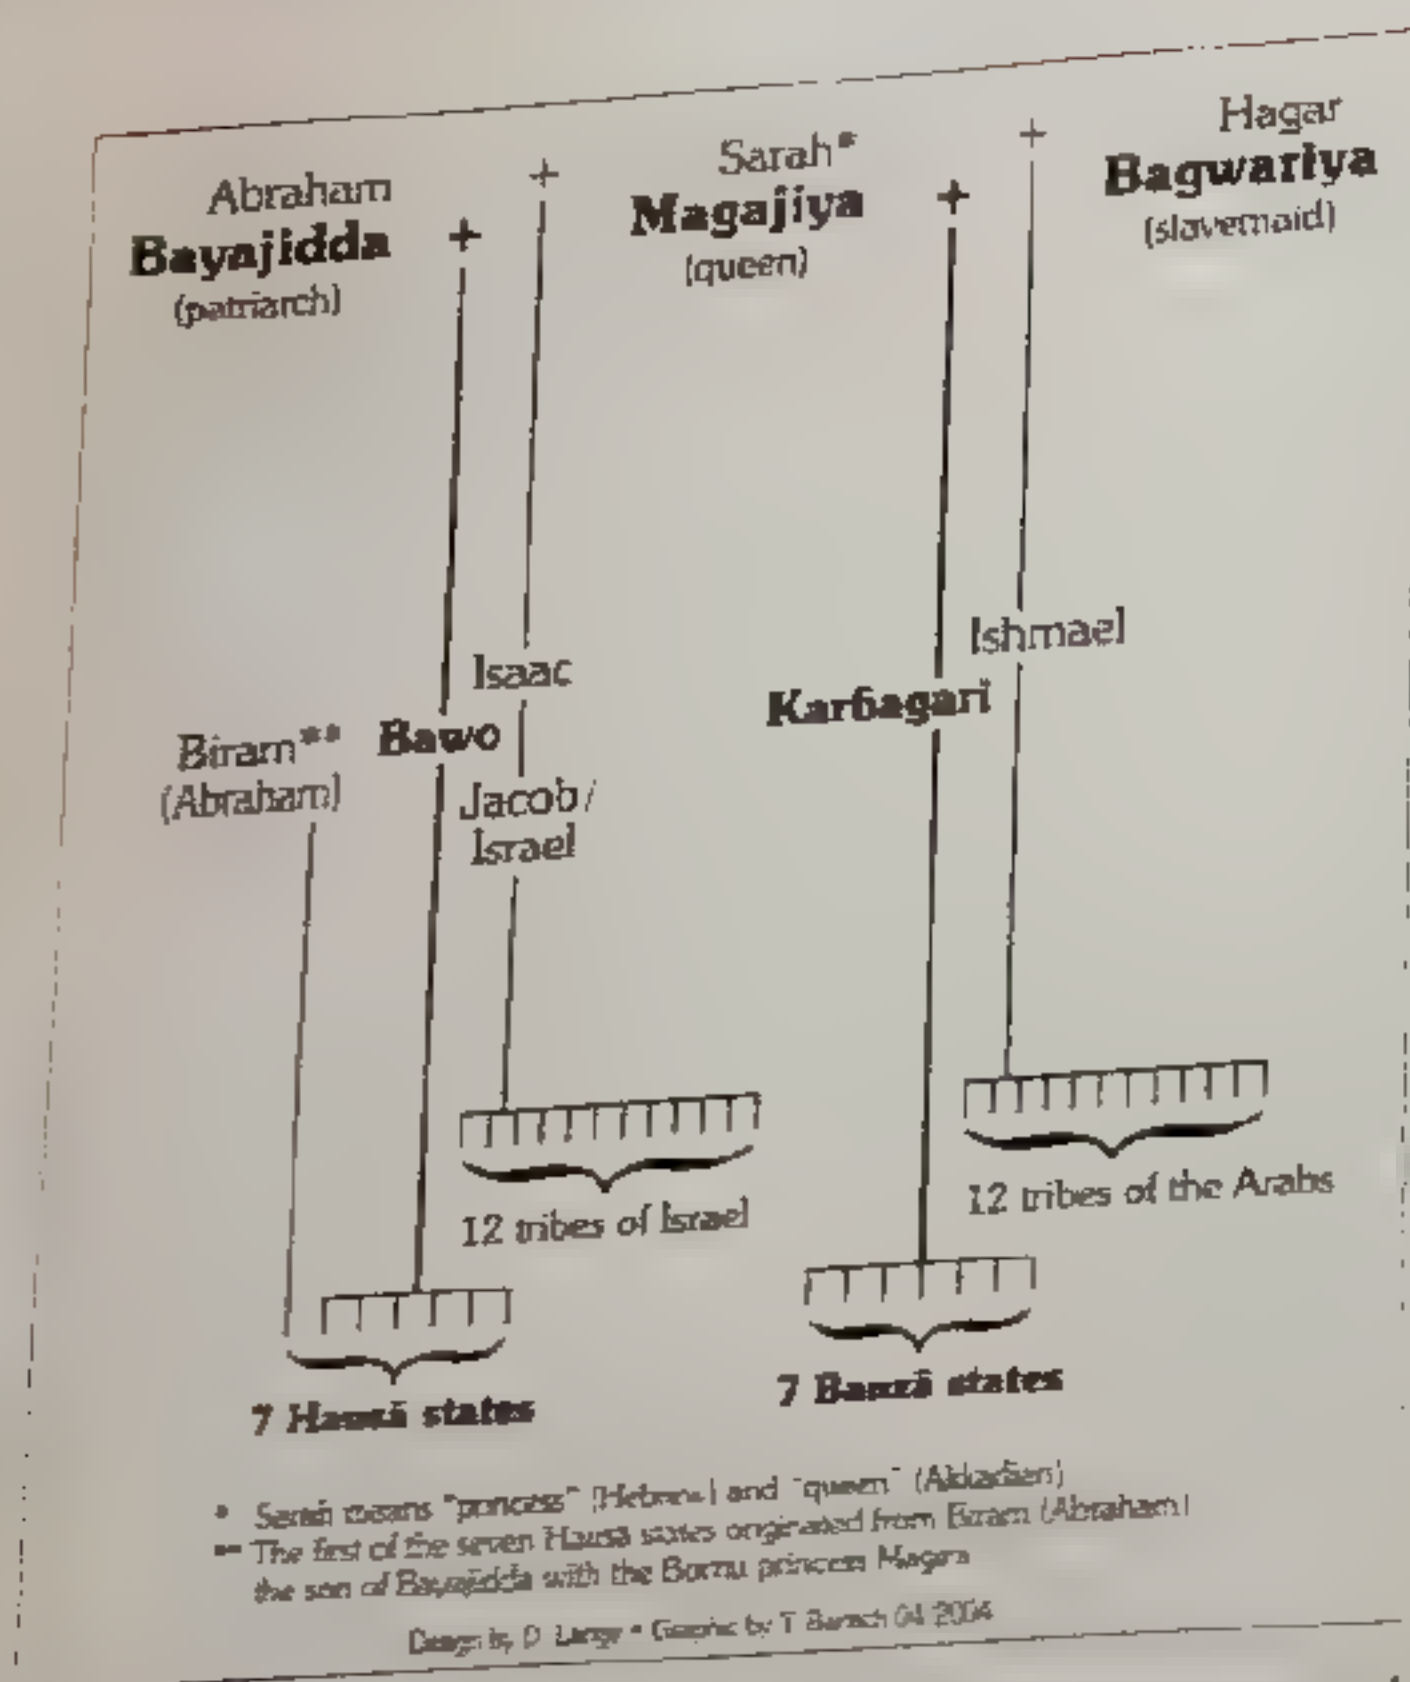 Abraham
Bayajidda
(patriarch)
+
+
Sarah*
Magajiya
(queen)
+
+
Hagar
Bagwariya
(slavemaid)
Isaac
Ishmael
Biram**
(Abraham)
Bawo
Karɓagari
Jacob/
Israel
12 tribes of Israel
12 tribes of the Arabs
7 Hausa states
7 Banza states
* Sarah means "princess" (Hebrew) and "queen" (Akkadian)
** The first of the seven Hausa states originated from Biram (Abraham)
the son of Bayajidda with the Bornu princess Magira
Design by D. Lange * Graphic by T. Bartsch 04/2004